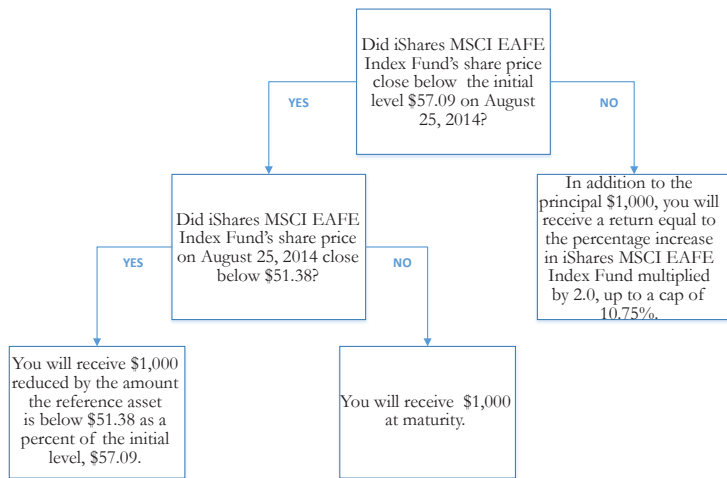 Did iShares MSCI EAFE
Index Fund's share price
close below the initial
level $57.09 on August
25, 2014?
YES
NO
Did iShares MSCI EAFE
Index Fund's share price
on August 25, 2014 close
below $51.38?
In addition to the
principal $1,000, you will
receive a return equal to
the percentage increase
in iShares MSCI EAFE
Index Fund multiplied
by 2.0, up to a cap of
10.75%.
YES
NO
You will receive $1,000
reduced by the amount
the reference asset
is below $51.38 as a
percent of the initial
level, $57.09.
You will receive $1,000
at maturity.